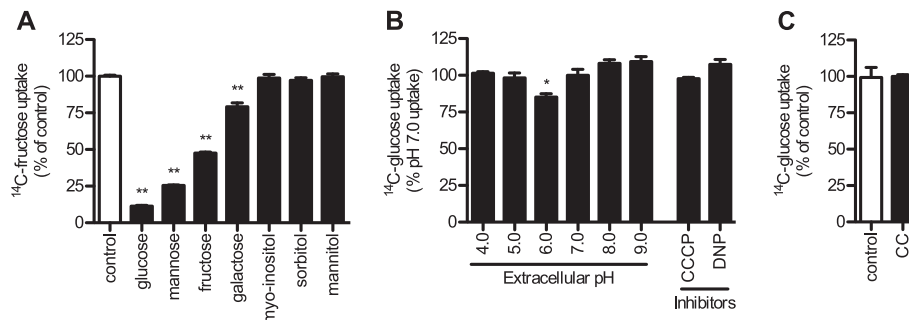 A
14C-fructose uptake
(% of control)
125
100
75
50
25
0
**
**
**
**
control
glucose
mannose
fructose
galactose
myo-inositol
sorbitol
mannitol
B
14C-glucose uptake
(% pH 7.0 uptake)
125
100
75
50
25
0
*
4.0
5.0
6.0
7.0
8.0
9.0
CCCP
DNP
Extracellular pH
Inhibitors
C
14C-glucose uptake
(% of control)
125
100
75
50
25
0
control
CC